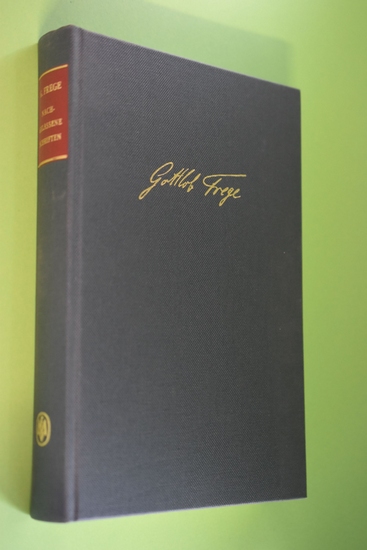 G. FREGE
NACH-
GELASSENE
SCHRIFTEN
Gottlob Frege